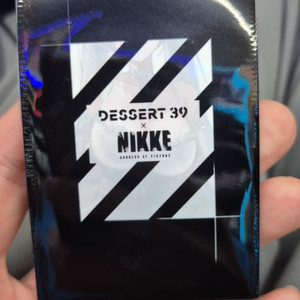 DESSERT 39
×
NIKKE
GODDESS OF VICTORY